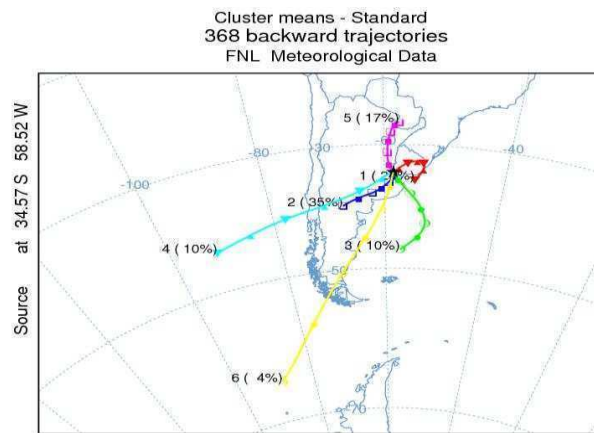 Cluster means - Standard
368 backward trajectories
FNL Meteorological Data
Source at 34.57 S 58.52 W
5 ( 17%)
-30
-40
-80
-100
2 ( 35%)
3 ( 10%)
4 ( 10%)
-50
6 ( 4%)
-70